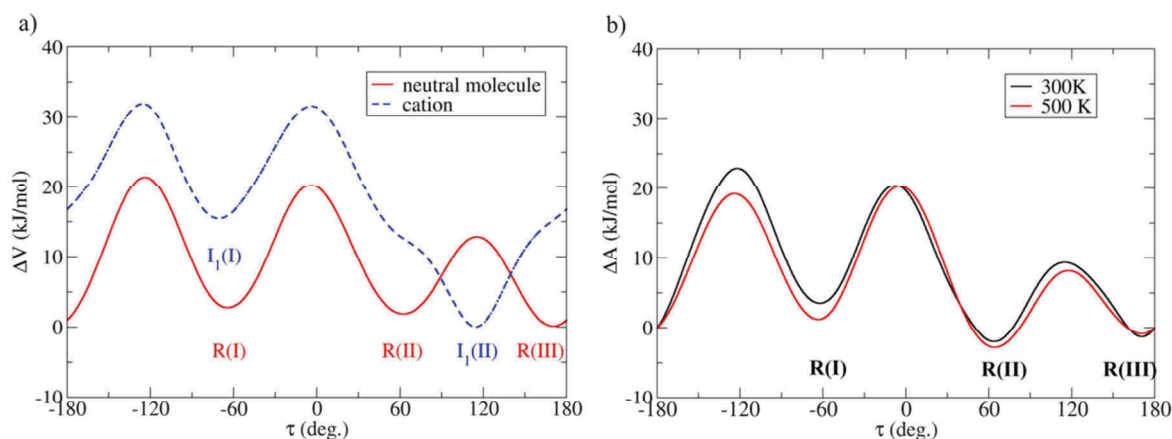 a)
ΔV (kJ/mol)
40
30
20
10
0
-10
neutral molecule
cation
I₁(I)
R(I)
R(II)
I₁(II)
R(III)
-180
-120
-60
0
60
120
180
τ (deg.)
b)
ΔA (kJ/mol)
40
30
20
10
0
-10
300K
500 K
R(I)
R(II)
R(III)
-180
-120
-60
0
60
120
180
τ (deg.)